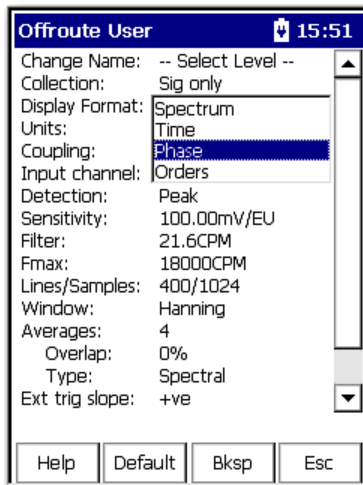 Offroute User 15:51
Change Name: -- Select Level --
Collection: Sig only
Display Format: Spectrum
Units: Time
Coupling: Phase
Input channel: Orders
Detection: Peak
Sensitivity: 100.00mV/EU
Filter: 21.6CPM
Fmax: 18000CPM
Lines/Samples: 400/1024
Window: Hanning
Averages: 4
Overlap: 0%
Type: Spectral
Ext trig slope: +ve
Help Default Bksp Esc